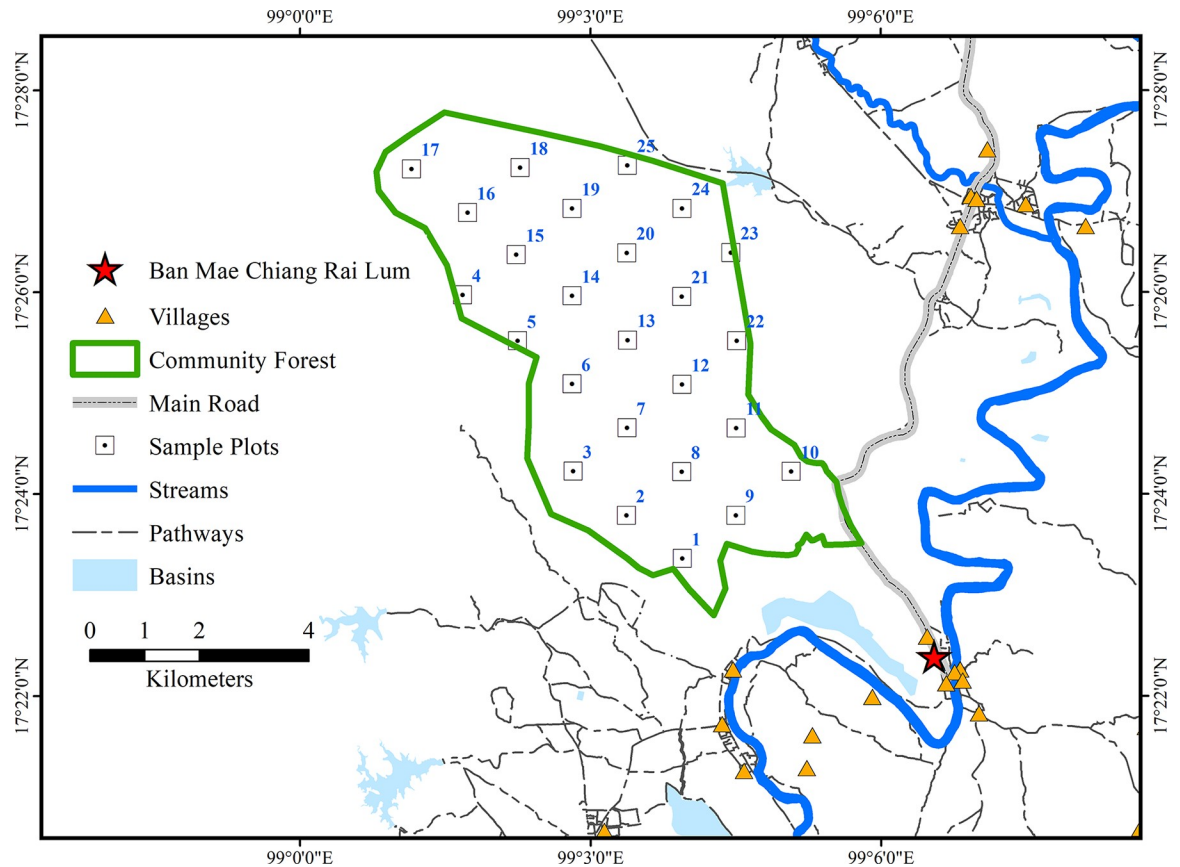 99°0'0"E 99°3'0"E 99°6'0"E
17°28'0"N 17°28'0"N
25
17 18
24
16 19
23
15 20
Ban Mae Chiang Rai Lum
4 14 21
17°26'0"N 17°26'0"N
Villages
5 13 22
Community Forest
6 12
Main Road
7 11
Sample Plots
3 8 10
Streams
2 9
17°24'0"N 17°24'0"N
Pathways
1
Basins
0 1 2 4
Kilometers
17°22'0"N 17°22'0"N
99°0'0"E 99°3'0"E 99°6'0"E